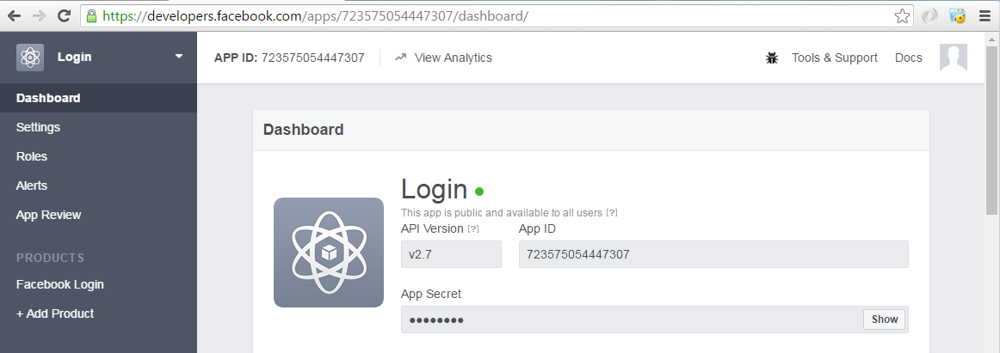 https://developers.facebook.com/apps/723575054447307/dashboard/
Login
APP ID: 723575054447307
View Analytics
Tools & Support
Docs
Dashboard
Settings
Roles
Alerts
App Review
PRODUCTS
Facebook Login
+ Add Product
Dashboard
Login
This app is public and available to all users [?]
API Version [?]
App ID
v2.7
723575054447307
App Secret
●●●●●●●●
Show